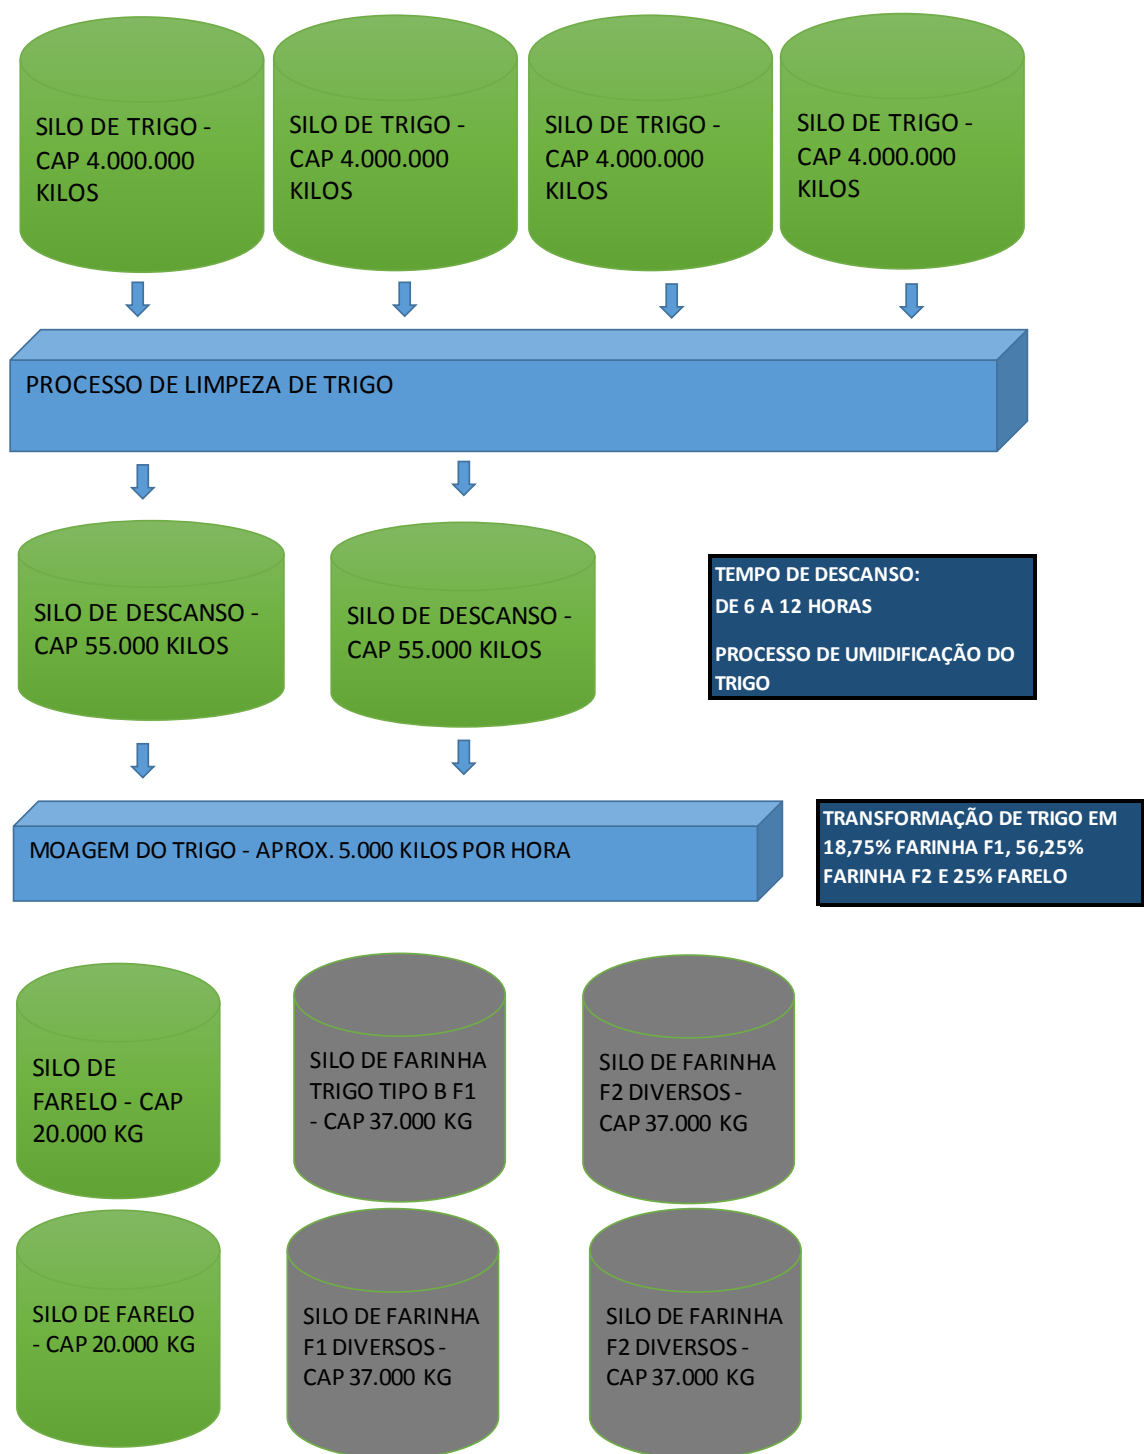 SILO DE TRIGO -
CAP 4.000.000
KILOS
SILO DE TRIGO -
CAP 4.000.000
KILOS
SILO DE TRIGO -
CAP 4.000.000
KILOS
SILO DE TRIGO -
CAP 4.000.000
KILOS
PROCESSO DE LIMPEZA DE TRIGO
SILO DE DESCANSO -
CAP 55.000 KILOS
SILO DE DESCANSO -
CAP 55.000 KILOS
TEMPO DE DESCANSO:
DE 6 A 12 HORAS
PROCESSO DE UMIDIFICAÇÃO DO
TRIGO
MOAGEM DO TRIGO - APROX. 5.000 KILOS POR HORA
TRANSFORMAÇÃO DE TRIGO EM
18,75% FARINHA F1, 56,25%
FARINHA F2 E 25% FARELO
SILO DE
FARELO - CAP
20.000 KG
SILO DE FARINHA
TRIGO TIPO B F1
- CAP 37.000 KG
SILO DE FARINHA
F2 DIVERSOS -
CAP 37.000 KG
SILO DE FARELO
- CAP 20.000 KG
SILO DE FARINHA
F1 DIVERSOS -
CAP 37.000 KG
SILO DE FARINHA
F2 DIVERSOS -
CAP 37.000 KG